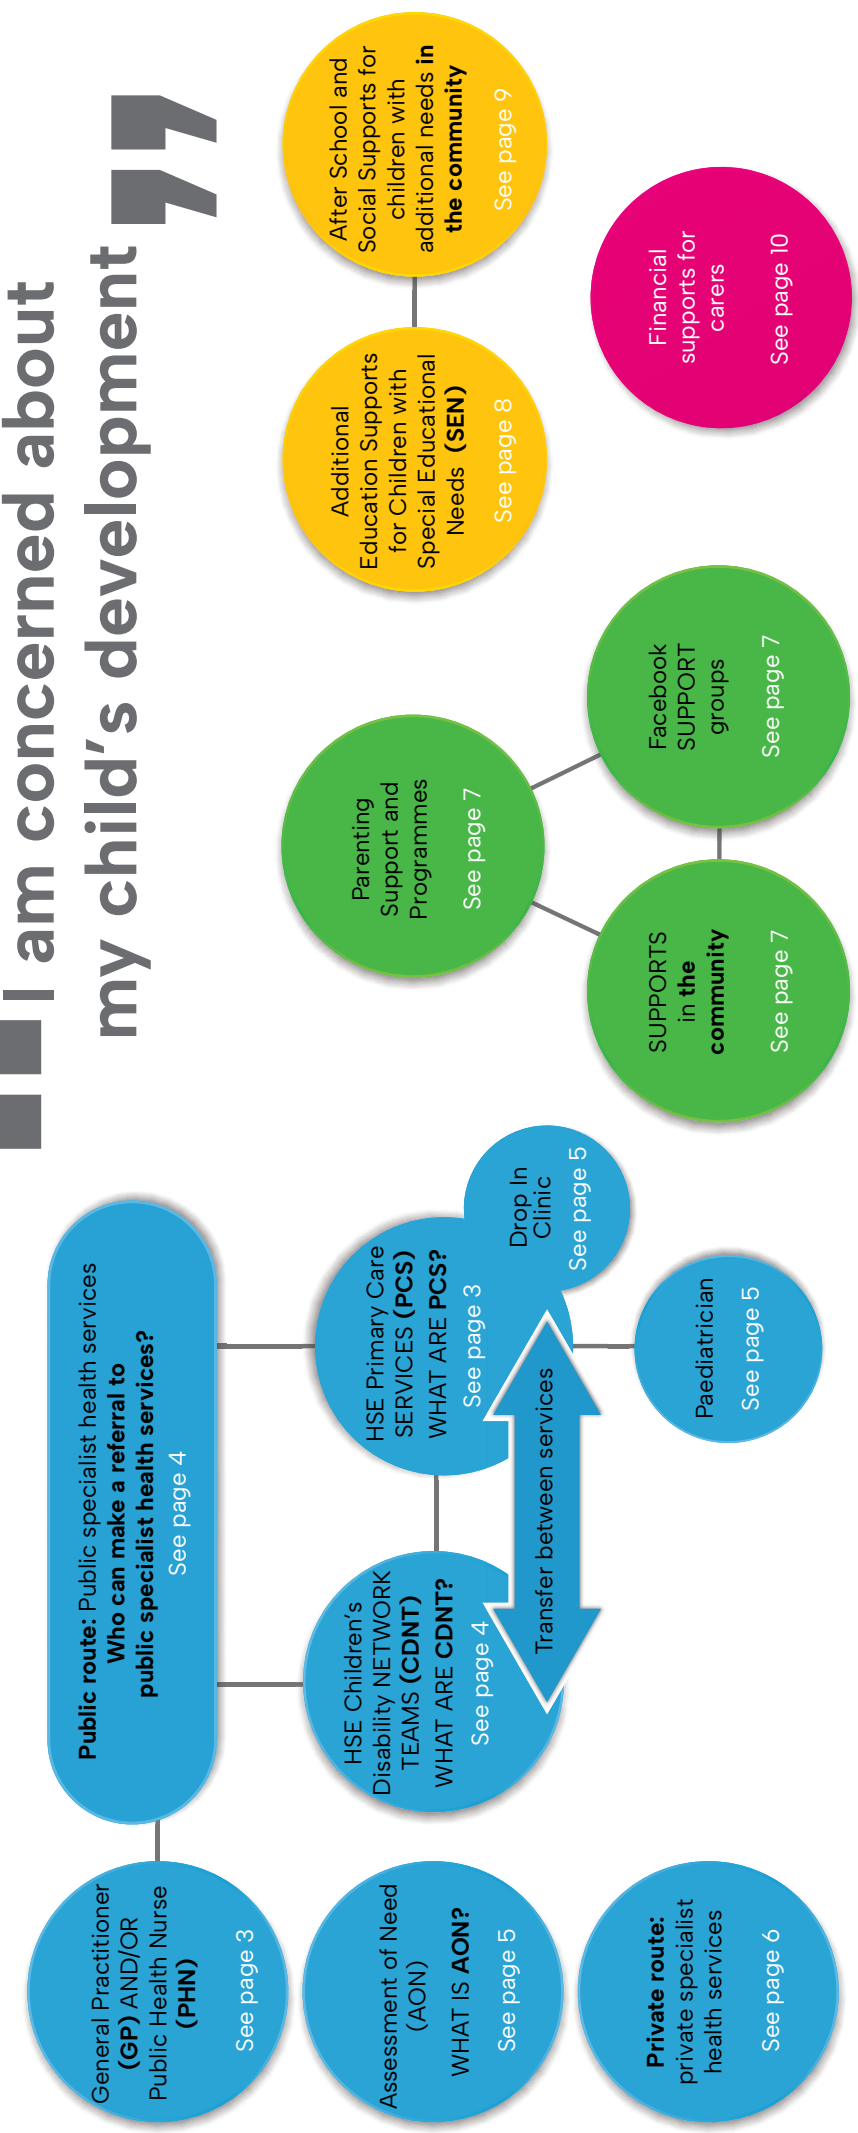 “I am concerned about
my child’s development”
General Practitioner
(GP) AND/OR
Public Health Nurse
(PHN)
See page 3
Public route: Public specialist health services
Who can make a referral to
public specialist health services?
See page 4
Assessment of Need
(AON)
WHAT IS AON?
See page 5
HSE Children’s
Disability NETWORK
TEAMS (CDNT)
WHAT ARE CDNT?
See page 4
HSE Primary Care
SERVICES (PCS)
WHAT ARE PCS?
See page 3
Drop In
Clinic
See page 5
Transfer between services
Private route:
private specialist
health services
See page 6
Paediatrician
See page 5
Parenting
Support and
Programmes
See page 7
SUPPORTS
in the
community
See page 7
Facebook
SUPPORT
groups
See page 7
Additional
Education Supports
for Children with
Special Educational
Needs (SEN)
See page 8
After School and
Social Supports for
children with
additional needs in
the community
See page 9
Financial
supports for
carers
See page 10